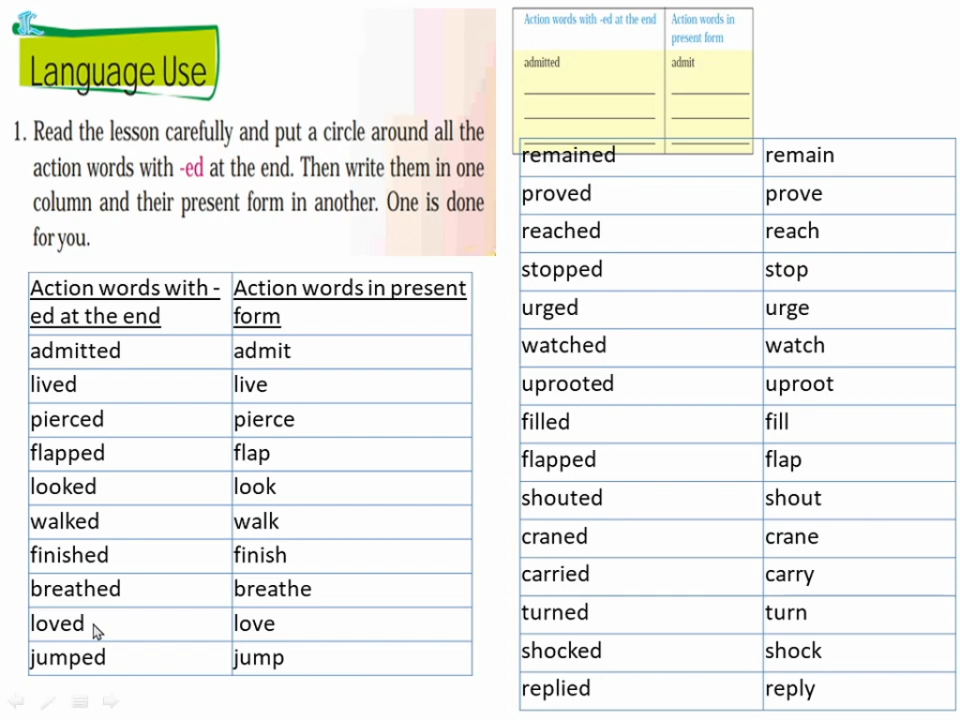 Language Use
1. Read the lesson carefully and put a circle around all the
action words with -ed at the end. Then write them in one
column and their present form in another. One is done
for you.
Action words with -ed at the end Action words in
present form
admitted admit
Action words with - Action words in present
ed at the end form
admitted admit
lived live
pierced pierce
flapped flap
looked look
walked walk
finished finish
breathed breathe
loved love
jumped jump
remained remain
proved prove
reached reach
stopped stop
urged urge
watched watch
uprooted uproot
filled fill
flapped flap
shouted shout
craned crane
carried carry
turned turn
shocked shock
replied reply